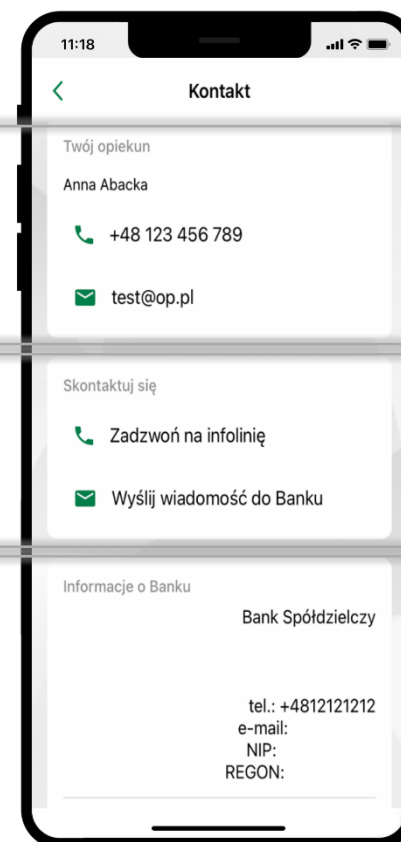 11:18
Kontakt
Twój opiekun
Anna Abacka
+48 123 456 789
test@op.pl
Skontaktuj się
Zadzwoń na infolinię
Wyślij wiadomość do Banku
Informacje o Banku
Bank Spółdzielczy
tel.: +4812121212
e-mail:
NIP:
REGON: